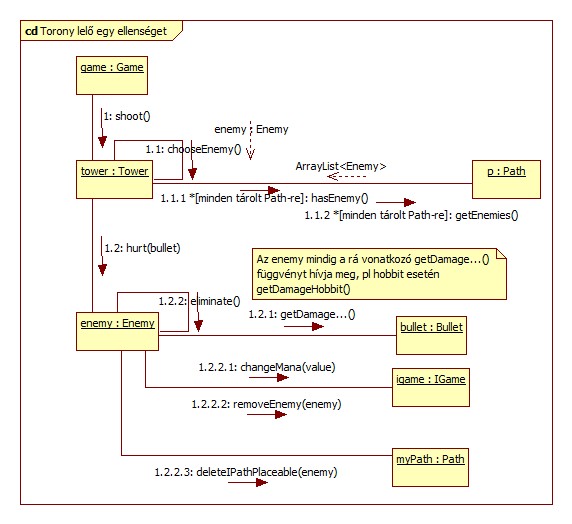 cd Torony lelő egy ellenséget
game : Game
1: shoot()
enemy : Enemy
1.1: chooseEnemy()
ArrayList<Enemy>
tower : Tower
p : Path
1.1.1 *[minden tárolt Path-re]: hasEnemy()
1.1.2 *[minden tárolt Path-re]: getEnemies()
1.2: hurt(bullet)
Az enemy mindig a rá vonatkozó getDamage...()
függvényt hívja meg, pl hobbit esetén
getDamageHobbit()
1.2.2: eliminate()
1.2.1: getDamage...()
enemy : Enemy
bullet : Bullet
1.2.2.1: changeMana(value)
igame : IGame
1.2.2.2: removeEnemy(enemy)
myPath : Path
1.2.2.3: deleteIPathPlaceable(enemy)